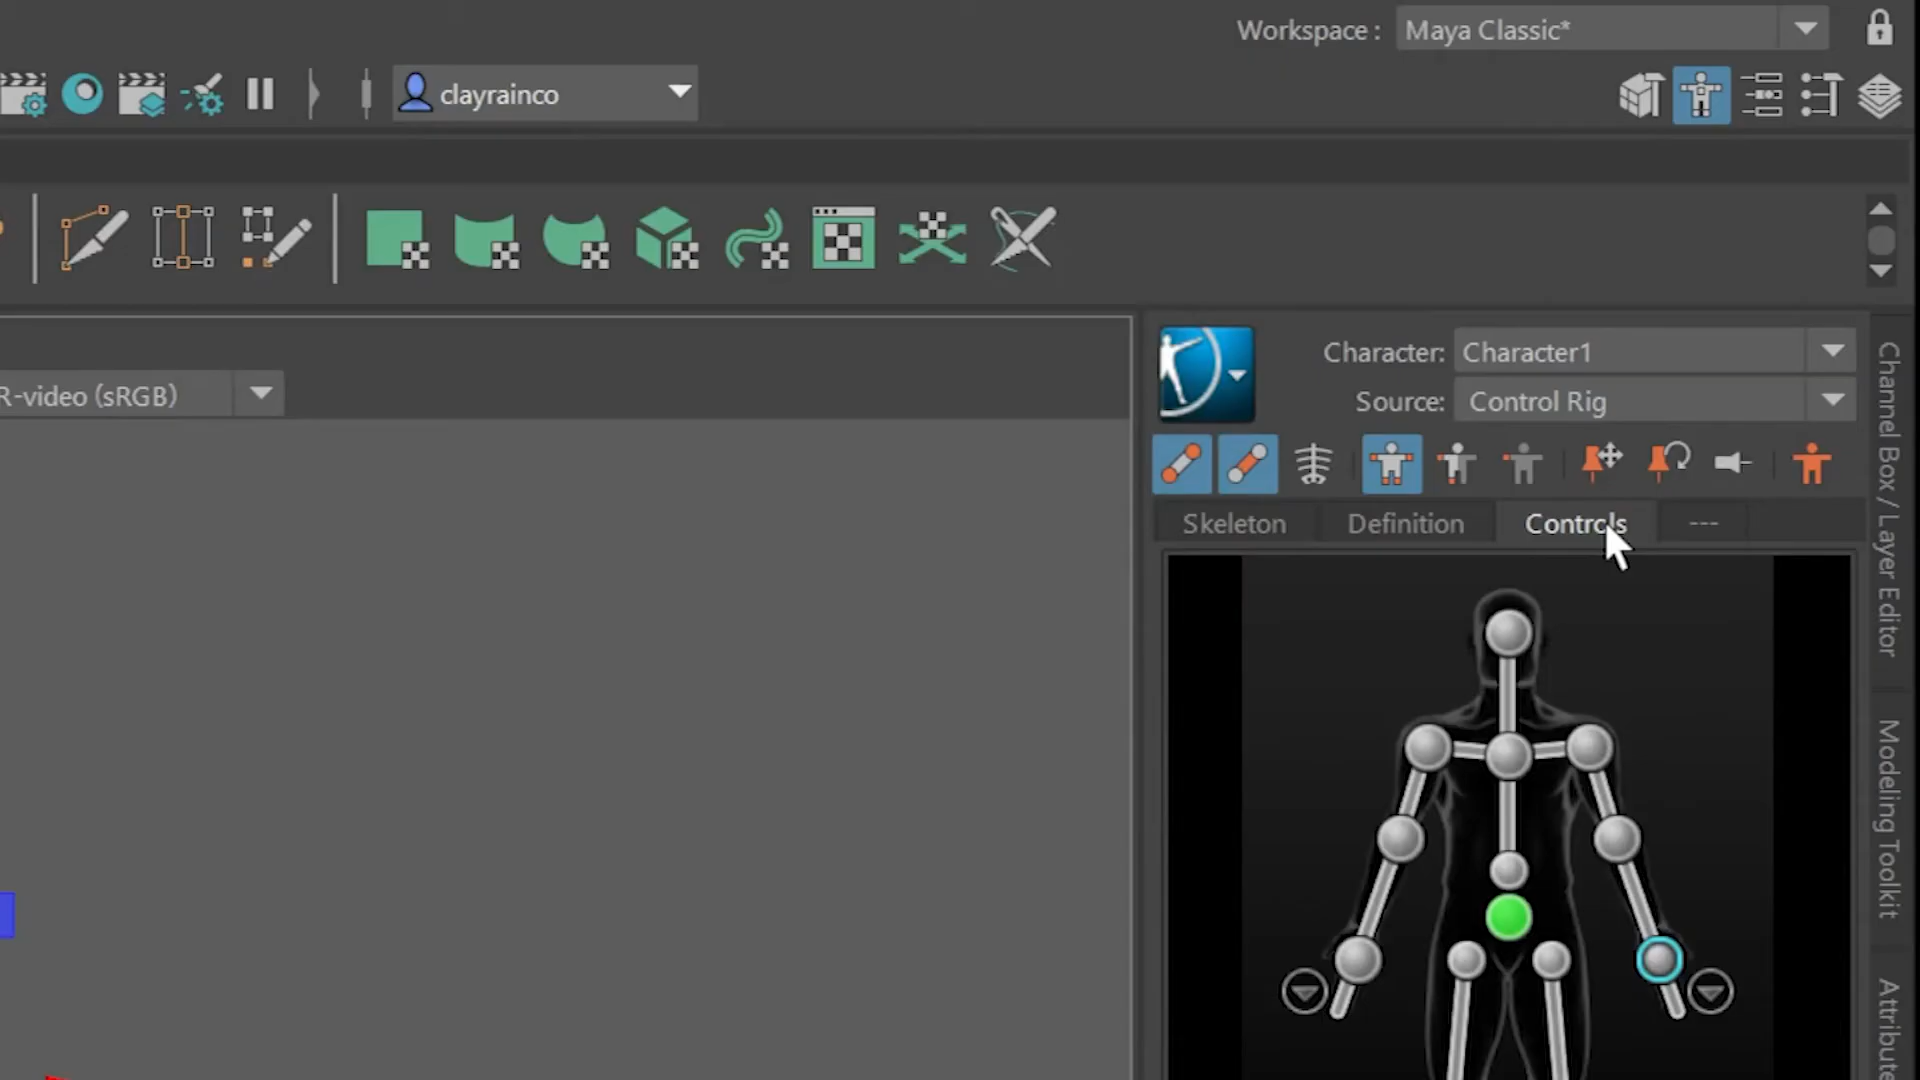 Workspace :
Maya Classic*
clayrainco
R-video (sRGB)
Character:
Character1
Source:
Control Rig
Skeleton
Definition
Controls
---
Channel Box / Layer Editor
Modeling Toolkit
Attribute